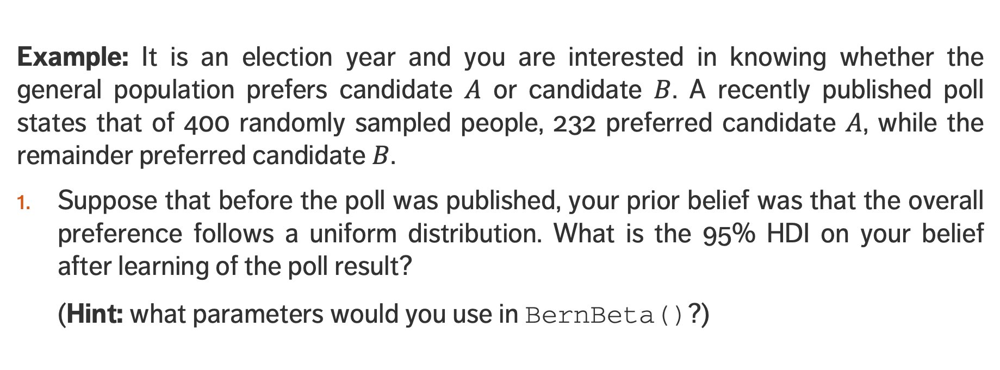 Example: It is an election year and you are interested in knowing whether the
general population prefers candidate A or candidate B. A recently published poll
states that of 400 randomly sampled people, 232 preferred candidate A, while the
remainder preferred candidate B.
1. Suppose that before the poll was published, your prior belief was that the overall
preference follows a uniform distribution. What is the 95% HDI on your belief
after learning of the poll result?
(Hint: what parameters would you use in BernBeta()?)